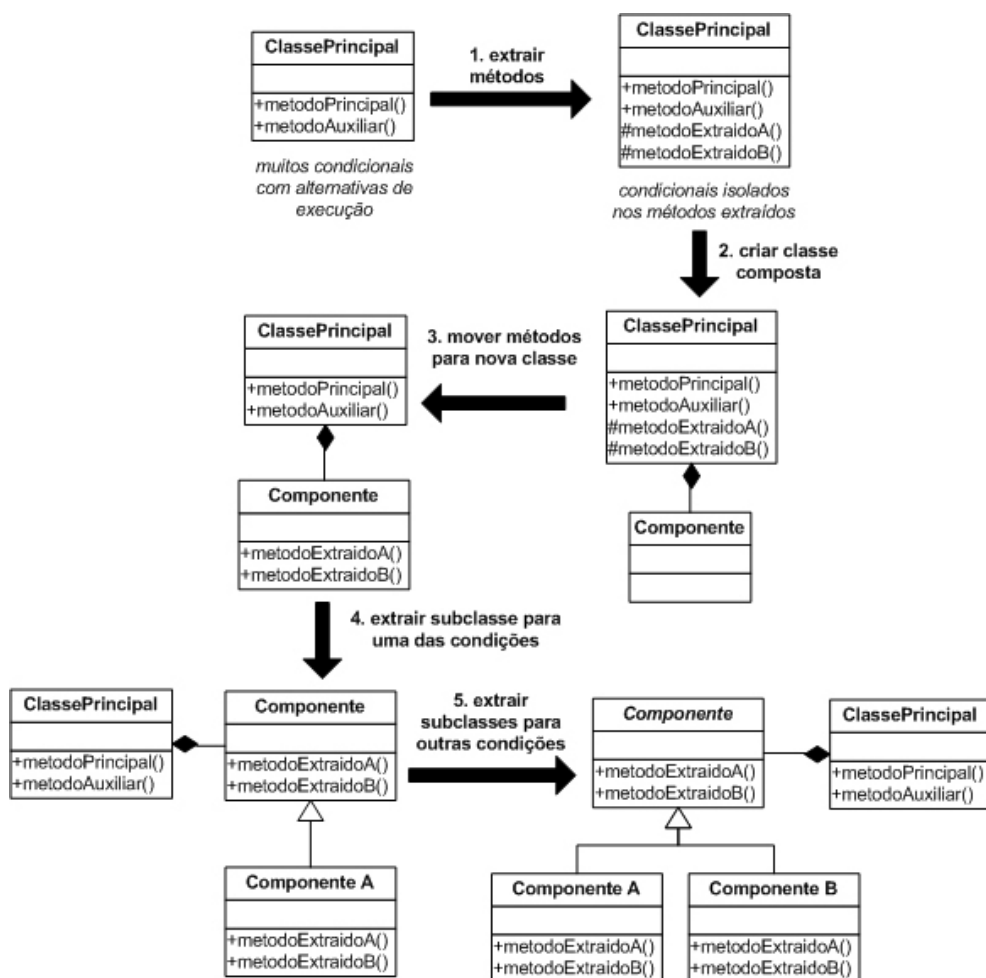 ClassePrincipal
+metodoPrincipal()
+metodoAuxiliar()
muitos condicionais
com alternativas de
execução
1. extrair
métodos
ClassePrincipal
+metodoPrincipal()
+metodoAuxiliar()
#metodoExtraidoA()
#metodoExtraidoB()
condicionais isolados
nos métodos extraídos
2. criar classe
composta
ClassePrincipal
+metodoPrincipal()
+metodoAuxiliar()
#metodoExtraidoA()
#metodoExtraidoB()
Componente
3. mover métodos
para nova classe
ClassePrincipal
+metodoPrincipal()
+metodoAuxiliar()
Componente
+metodoExtraidoA()
+metodoExtraidoB()
4. extrair subclasse para
uma das condições
ClassePrincipal
+metodoPrincipal()
+metodoAuxiliar()
Componente
+metodoExtraidoA()
+metodoExtraidoB()
Componente A
+metodoExtraidoA()
+metodoExtraidoB()
5. extrair
subclasses para
outras condições
Componente
+metodoExtraidoA()
+metodoExtraidoB()
ClassePrincipal
+metodoPrincipal()
+metodoAuxiliar()
Componente A
+metodoExtraidoA()
+metodoExtraidoB()
Componente B
+metodoExtraidoA()
+metodoExtraidoB()